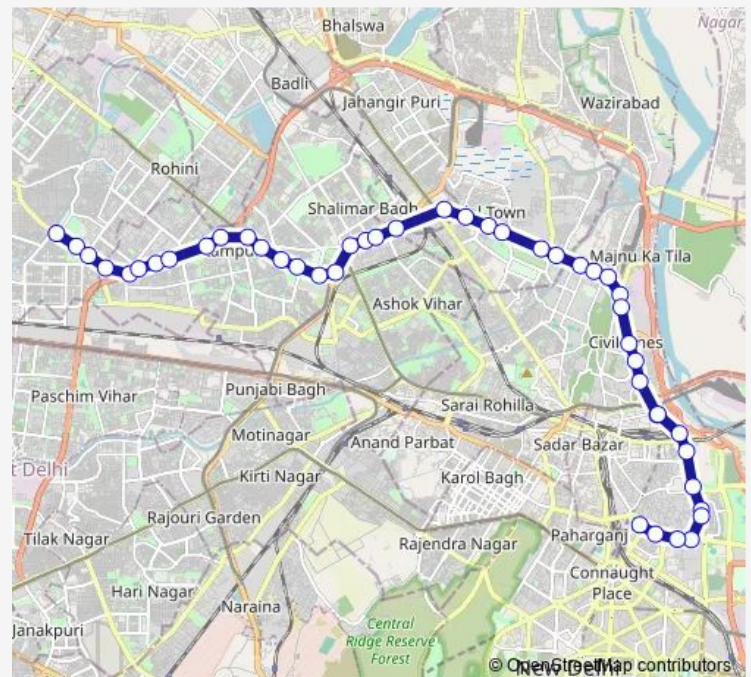 Bhalswa
Nagar
Badli
Jahangir Puri
Wazirabad
Rohini
Shalimar Bagh
Town
Majnu Ka Tila
Ashok Vihar
Paschim Vihar
Punjabi Bagh
Sarai Rohilla
Motinagar
Anand Parbat
Sadar Bazar
t Delhi
Kirti Nagar
Karol Bagh
Rajouri Garden
Tilak Nagar
Rajendra Nagar
Paharganj
Connaught
Place
Hari Nagar
Naraina
Janakpuri
Central
Ridge Reserve
Forest
© OpenStreetMap contributors
New Delhi